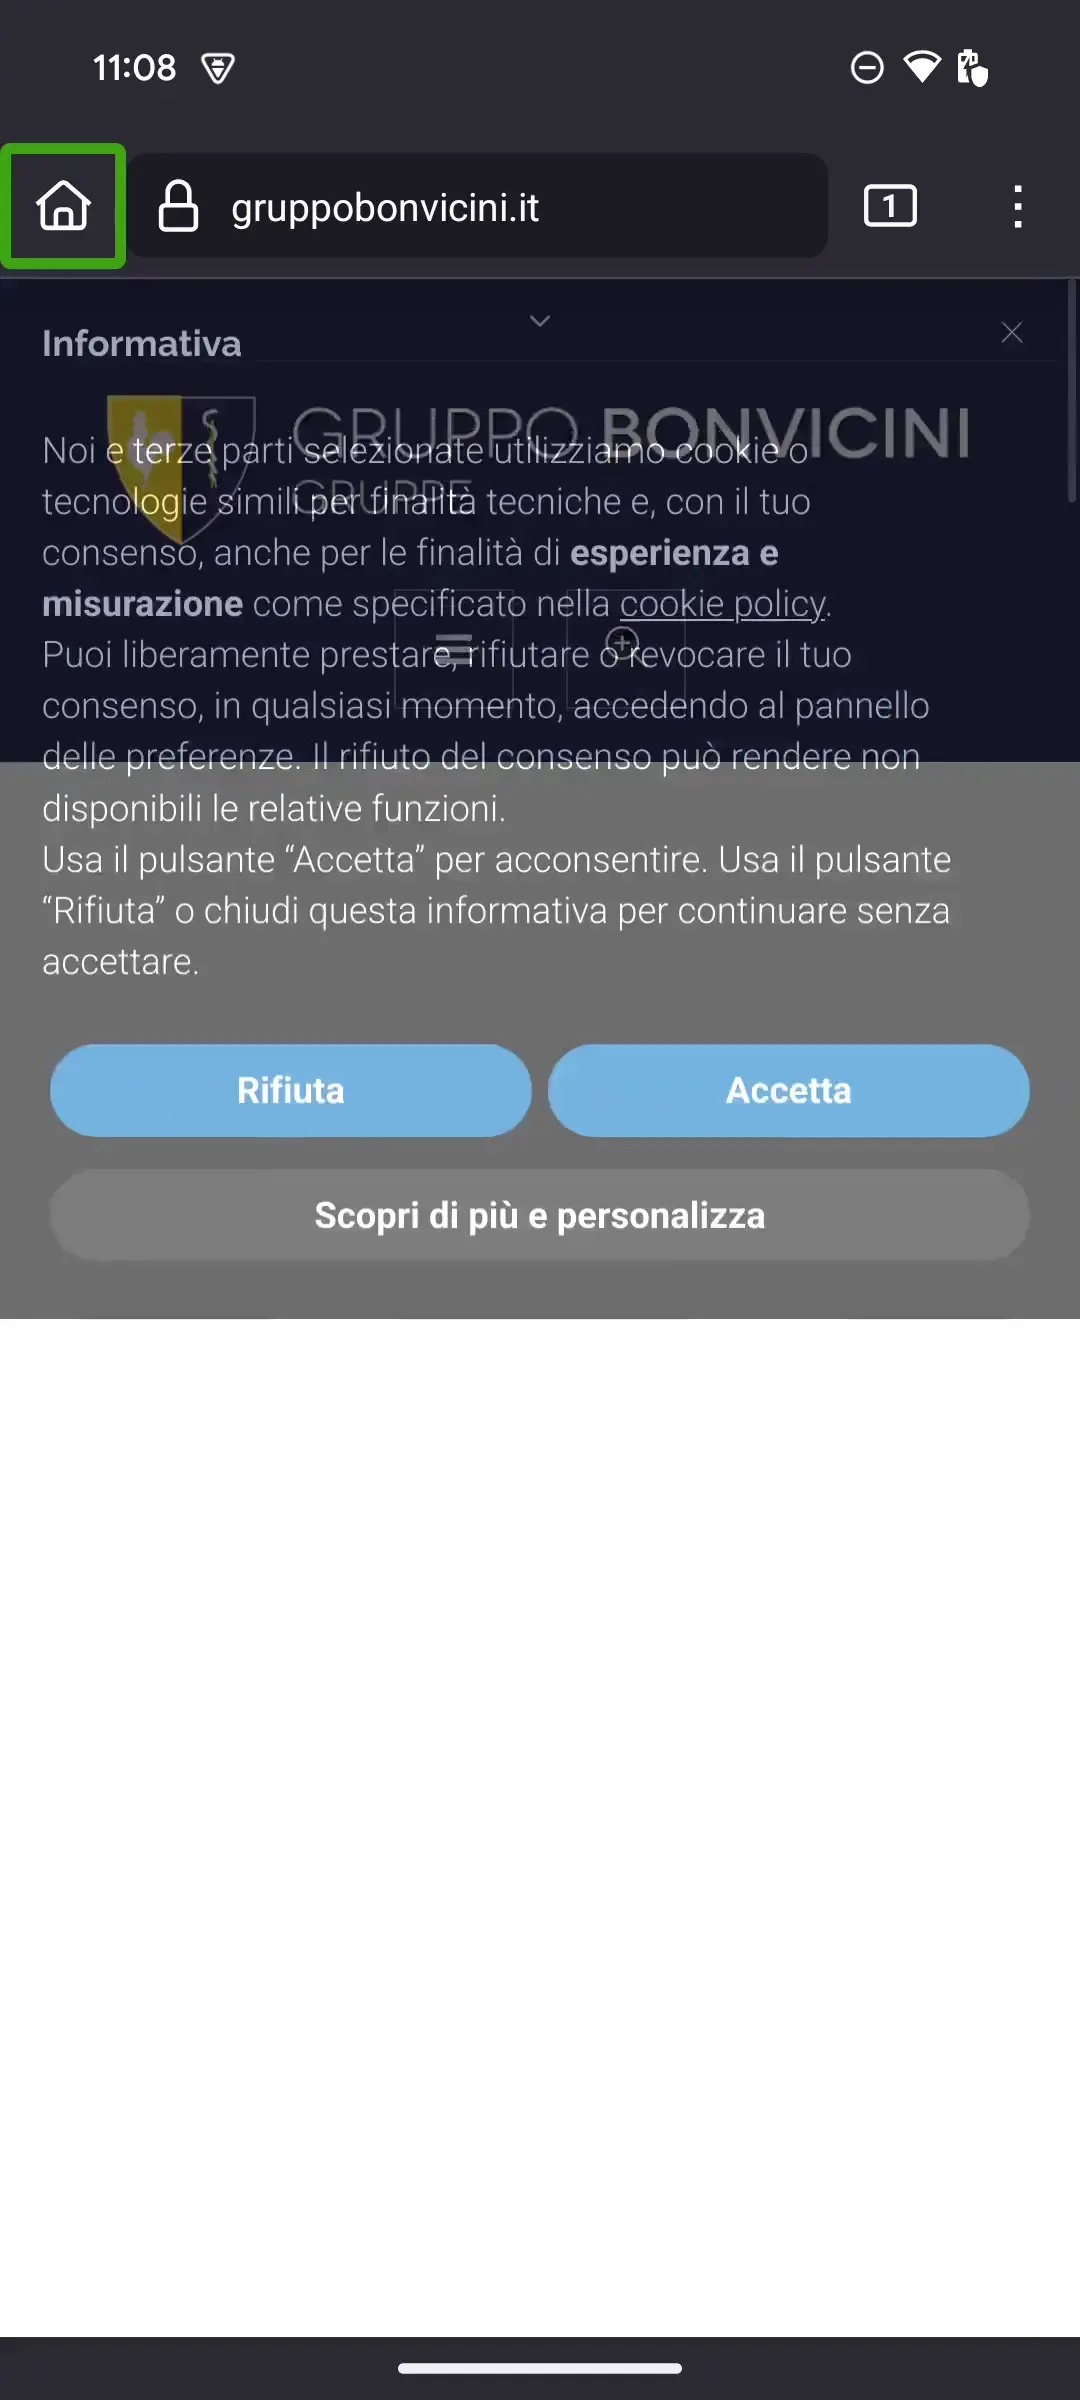 11:08
gruppobonvicini.it
1
Informativa
GRUPPO BONVICINI
GRUPPE
Noi e terze parti selezionate utilizziamo cookie o
tecnologie simili per finalità tecniche e, con il tuo
consenso, anche per le finalità di esperienza e
misurazione come specificato nella cookie policy.
Puoi liberamente prestare, rifiutare o revocare il tuo
consenso, in qualsiasi momento, accedendo al pannello
delle preferenze. Il rifiuto del consenso può rendere non
disponibili le relative funzioni.
Usa il pulsante “Accetta” per acconsentire. Usa il pulsante
“Rifiuta” o chiudi questa informativa per continuare senza
accettare.
Rifiuta
Accetta
Scopri di più e personalizza